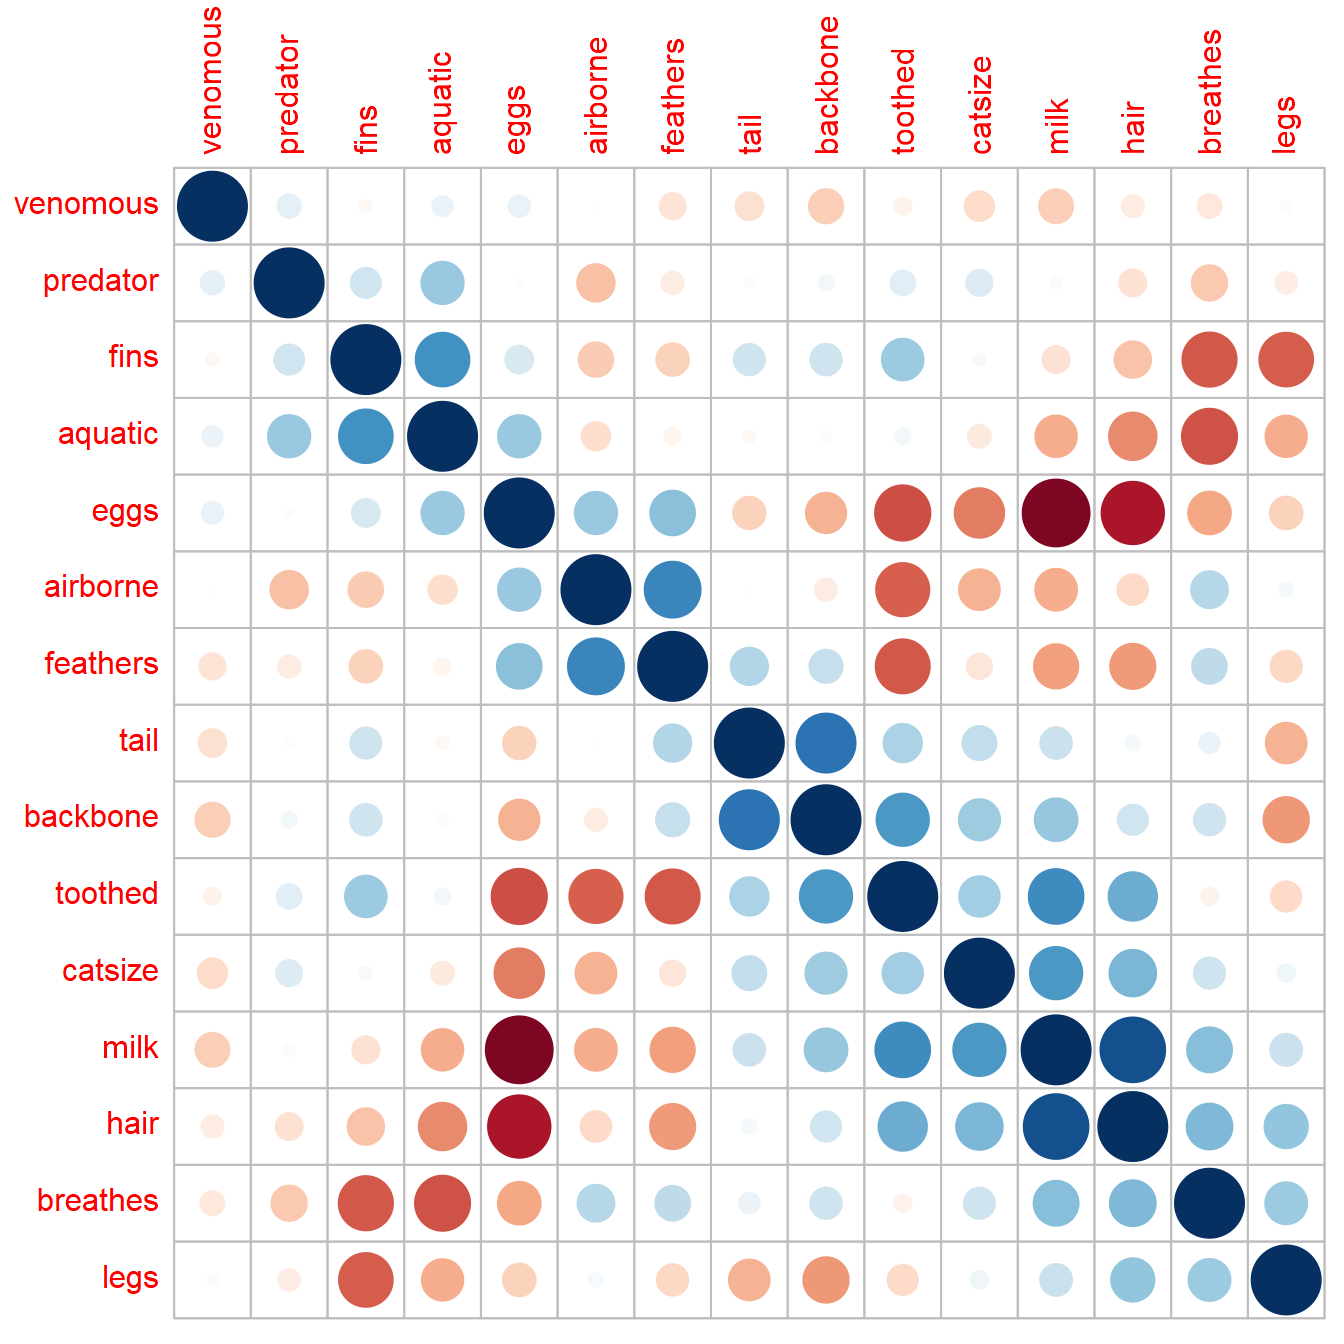 venomous
predator
fins
aquatic
eggs
airborne
feathers
tail
backbone
toothed
catsize
milk
hair
breathes
legs
venomous
predator
fins
aquatic
eggs
airborne
feathers
tail
backbone
toothed
catsize
milk
hair
breathes
legs